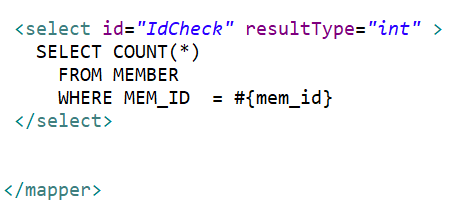 <select id="IdCheck" resultType="int" >
SELECT COUNT(*)
FROM MEMBER
WHERE MEM_ID  = #{mem_id}
</select>
</mapper>